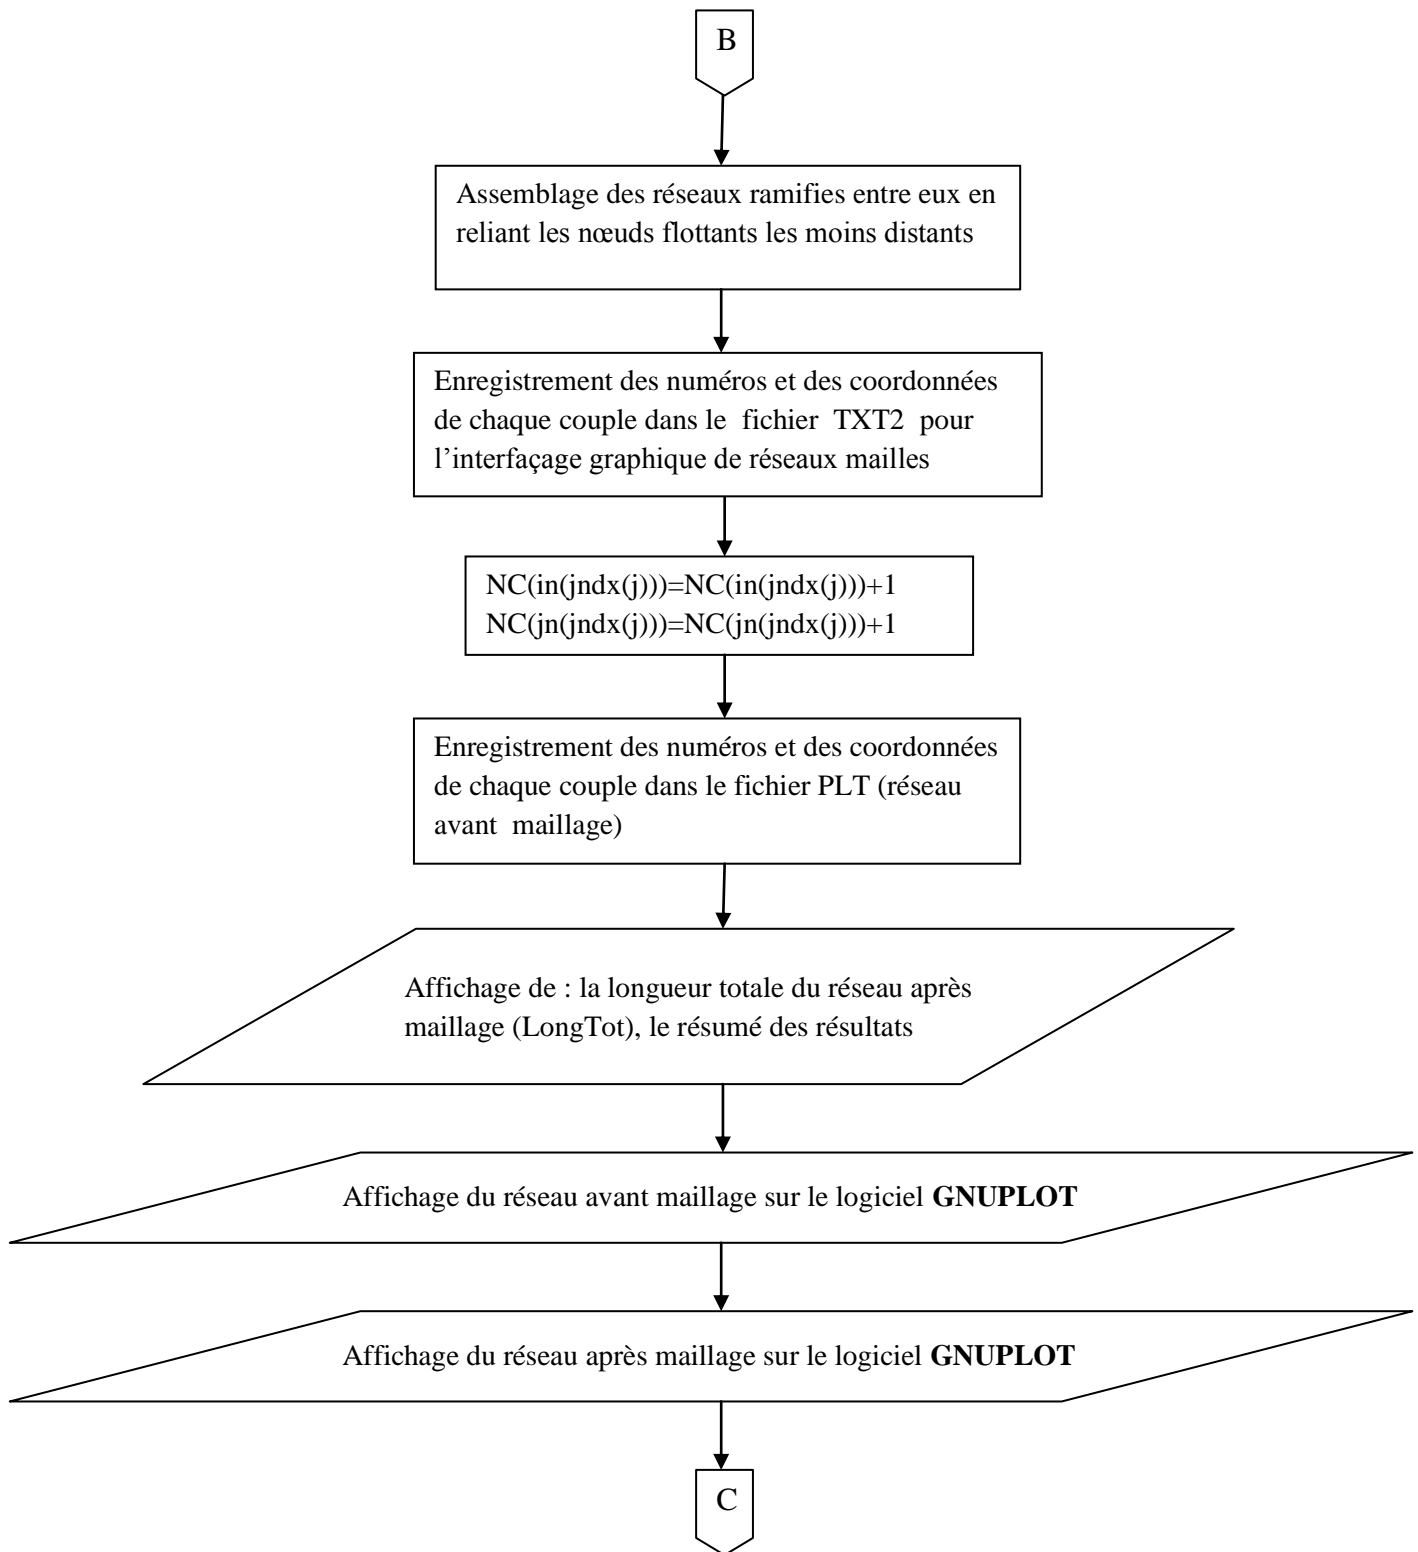 B
Assemblage des réseaux ramifies entre eux en
reliant les nœuds flottants les moins distants
Enregistrement des numéros et des coordonnées
de chaque couple dans le fichier TXT2 pour
l’interfaçage graphique de réseaux mailles
NC(in(jndx(j)))=NC(in(jndx(j)))+1
NC(jn(jndx(j)))=NC(jn(jndx(j)))+1
Enregistrement des numéros et des coordonnées
de chaque couple dans le fichier PLT (réseau
avant maillage)
Affichage de : la longueur totale du réseau après
maillage (LongTot), le résumé des résultats
Affichage du réseau avant maillage sur le logiciel GNUPLOT
Affichage du réseau après maillage sur le logiciel GNUPLOT
C